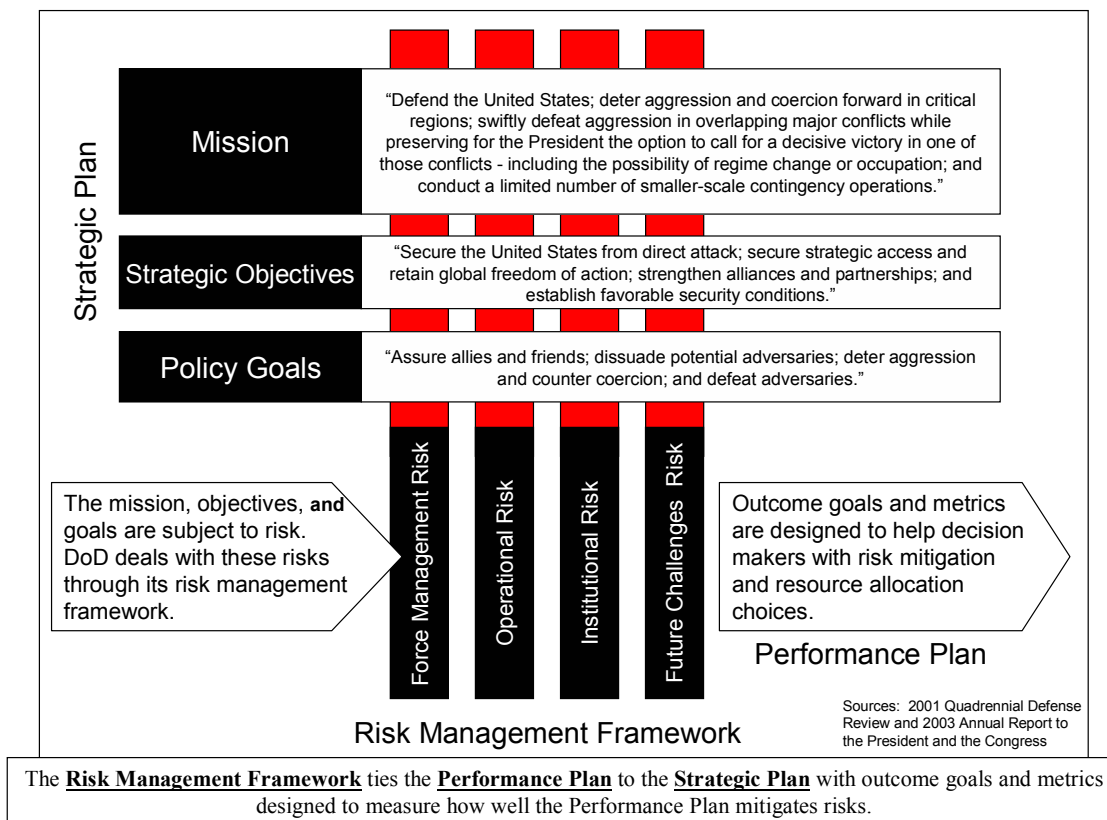 Strategic Plan
Mission
“Defend the United States; deter aggression and coercion forward in critical
regions; swiftly defeat aggression in overlapping major conflicts while
preserving for the President the option to call for a decisive victory in one of
those conflicts - including the possibility of regime change or occupation; and
conduct a limited number of smaller-scale contingency operations.”
Strategic Objectives
“Secure the United States from direct attack; secure strategic access and
retain global freedom of action; strengthen alliances and partnerships; and
establish favorable security conditions.”
Policy Goals
“Assure allies and friends; dissuade potential adversaries; deter aggression
and counter coercion; and defeat adversaries.”
The mission, objectives, and
goals are subject to risk.
DoD deals with these risks
through its risk management
framework.
Force Management Risk
Operational Risk
Institutional Risk
Future Challenges Risk
Outcome goals and metrics
are designed to help decision
makers with risk mitigation
and resource allocation
choices.
Performance Plan
Risk Management Framework
Sources: 2001 Quadrennial Defense
Review and 2003 Annual Report to
the President and the Congress
The Risk Management Framework ties the Performance Plan to the Strategic Plan with outcome goals and metrics
designed to measure how well the Performance Plan mitigates risks.